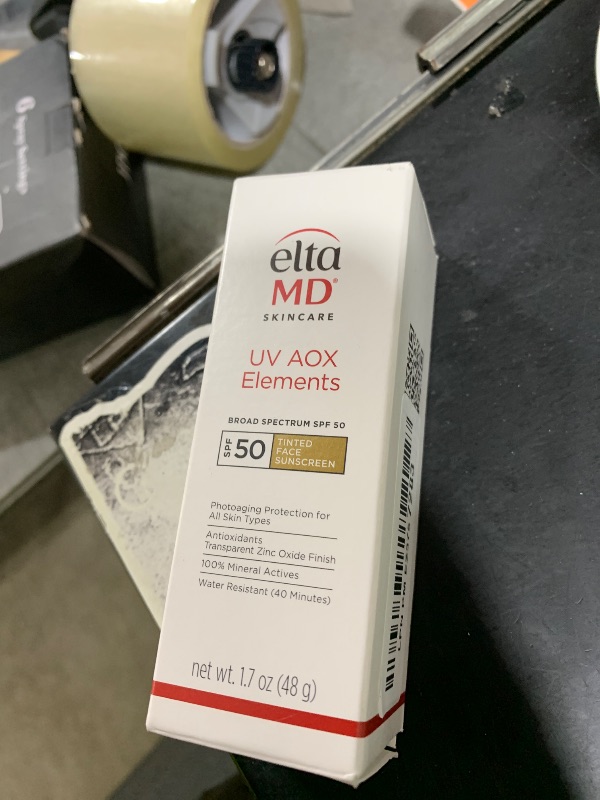 elta
MD®
SKINCARE
UV AOX
Elements
BROAD SPECTRUM SPF 50
SPF 50 TINTED
FACE
SUNSCREEN
Photoaging Protection for
All Skin Types
Antioxidants
Transparent Zinc Oxide Finish
100% Mineral Actives
Water Resistant (40 Minutes)
net wt. 1.7 oz (48 g)